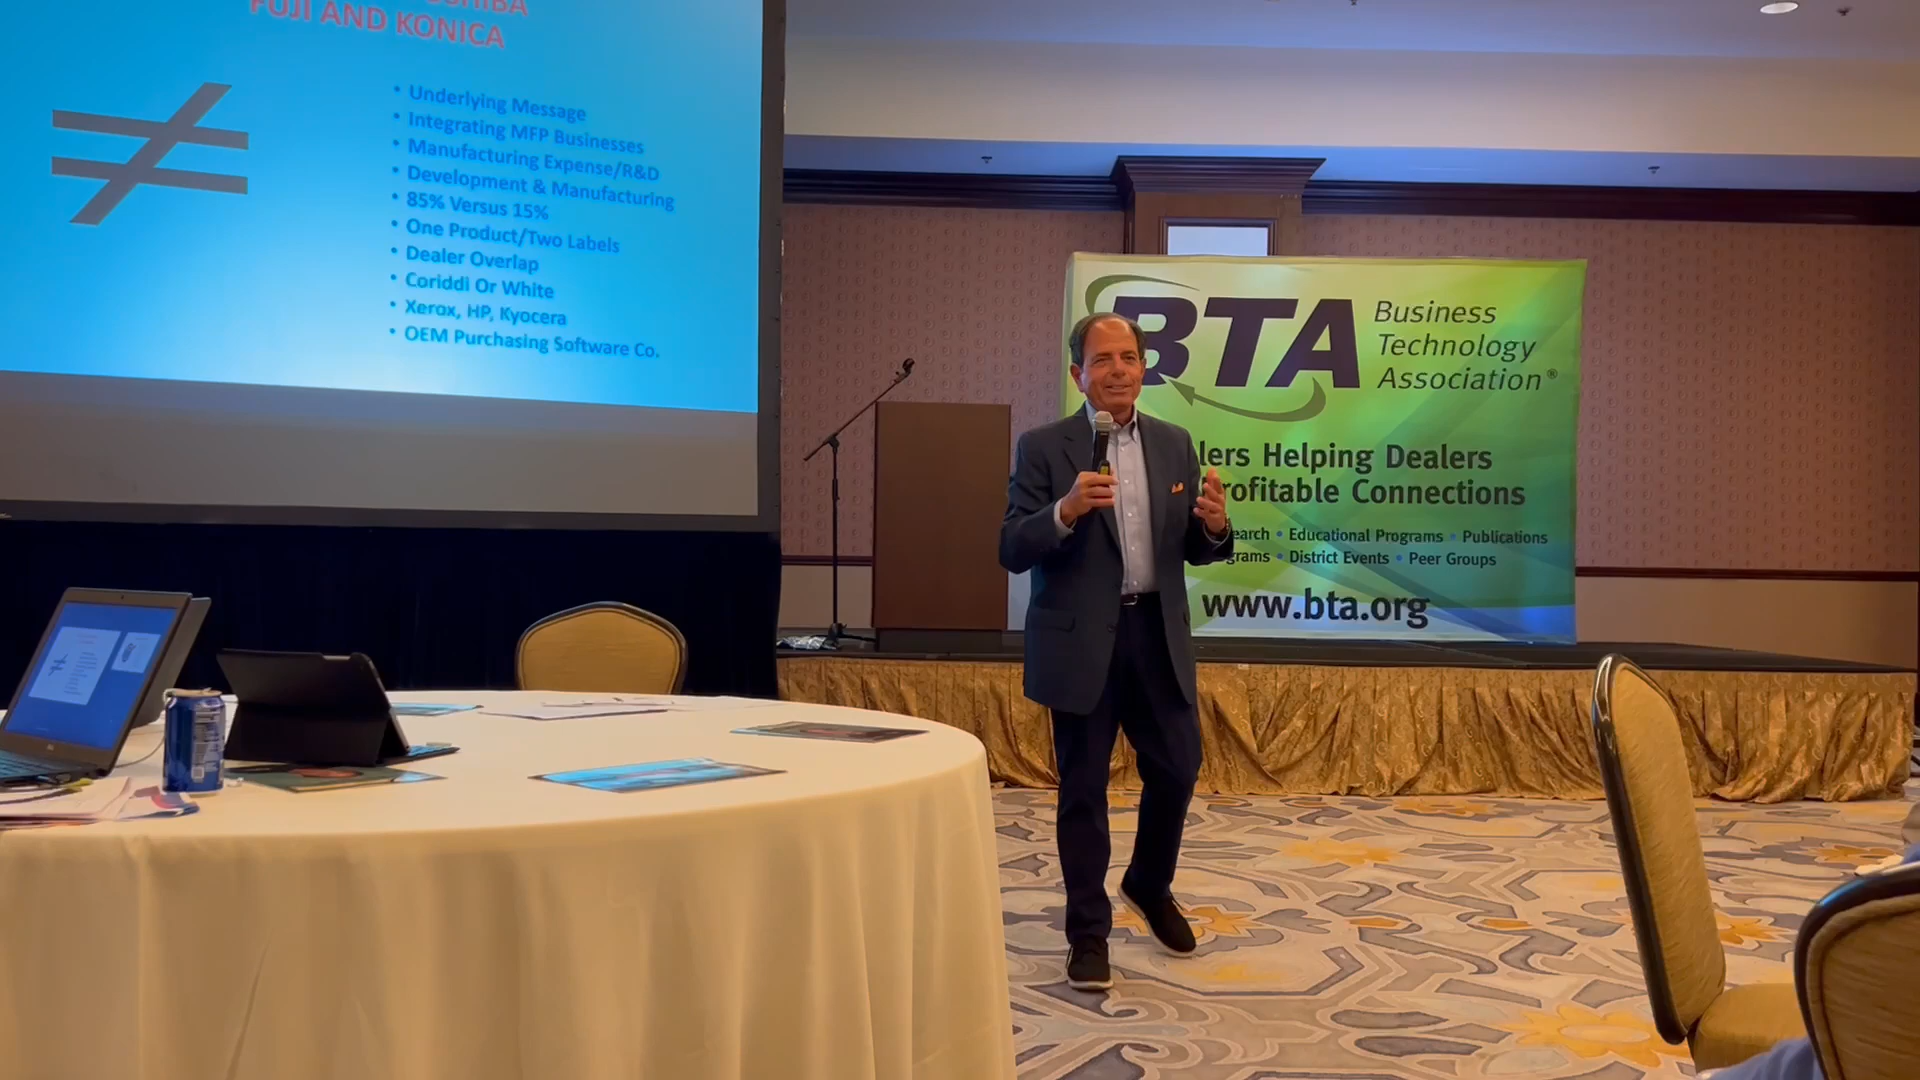 FUJI AND KONICA
• Underlying Message
• Integrating MFP Businesses
• Manufacturing Expense/R&D
• Development & Manufacturing
• 85% Versus 15%
• One Product/Two Labels
• Dealer Overlap
• Coriddi Or White
• Xerox, HP, Kyocera
• OEM Purchasing Software Co.
BTA
Business
Technology
Association®
lers Helping Dealers
rofitable Connections
earch • Educational Programs • Publications
grams • District Events • Peer Groups
www.bta.org